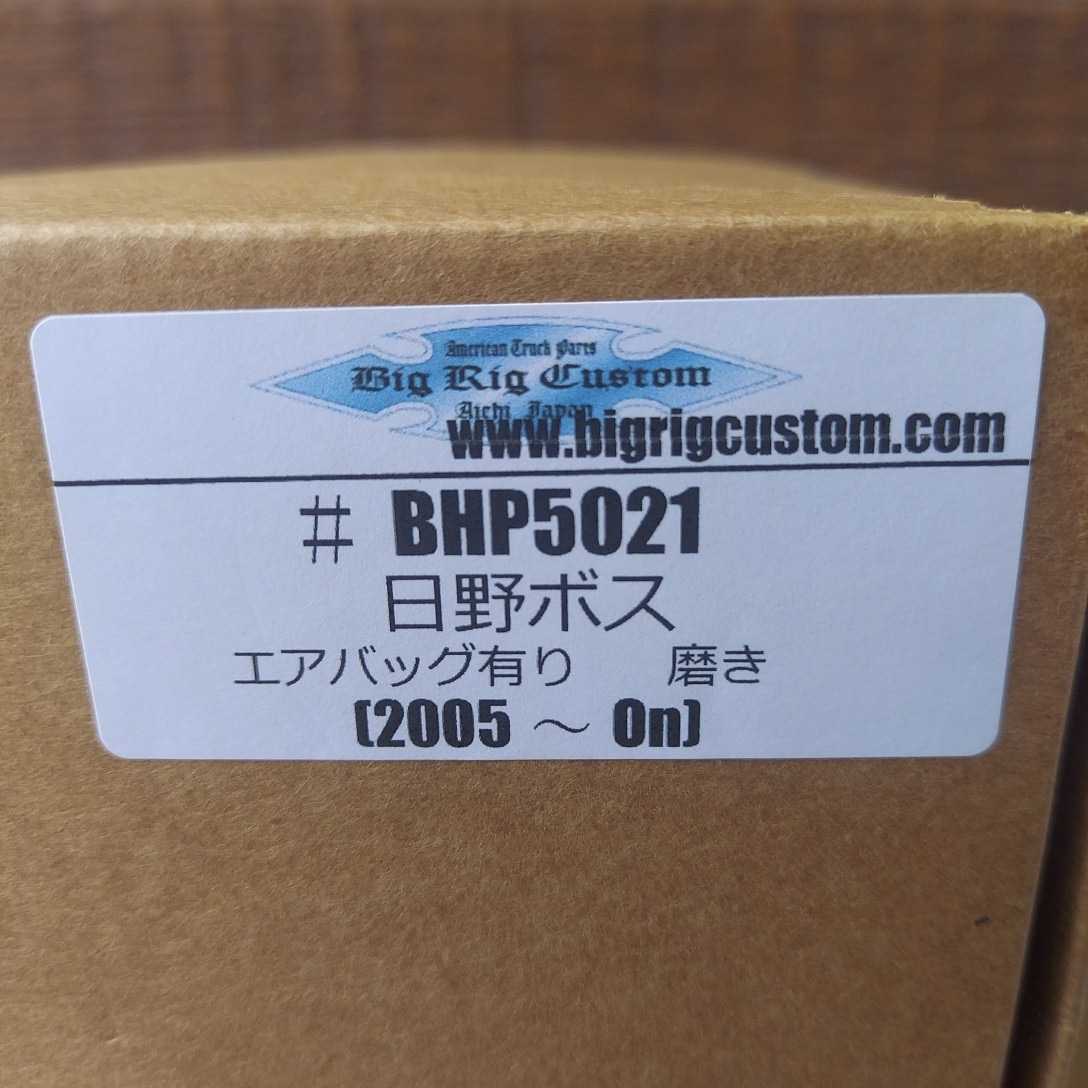 American Truck Parts
Big Rig Custom
Aichi Japan
www.bigrigcustom.com
# BHP5021
日野ボス
エアバッグ有り 磨き
(2005 ～ On)